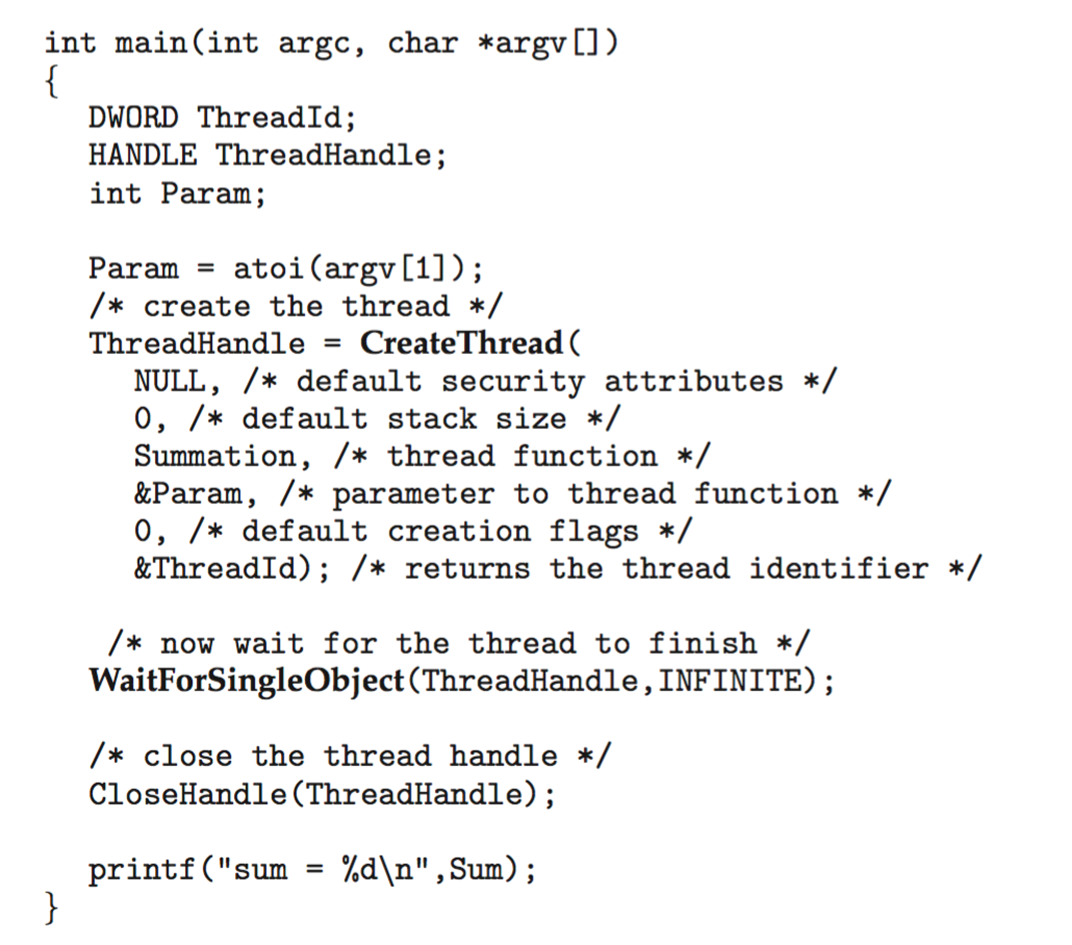 int main(int argc, char *argv[])
{
DWORD ThreadId;
HANDLE ThreadHandle;
int Param;
Param = atoi(argv[1]);
/* create the thread */
ThreadHandle = CreateThread(
NULL, /* default security attributes */
0, /* default stack size */
Summation, /* thread function */
&Param, /* parameter to thread function */
0, /* default creation flags */
&ThreadId); /* returns the thread identifier */
/* now wait for the thread to finish */
WaitForSingleObject(ThreadHandle,INFINITE);
/* close the thread handle */
CloseHandle(ThreadHandle);
printf("sum = %d\n",Sum);
}